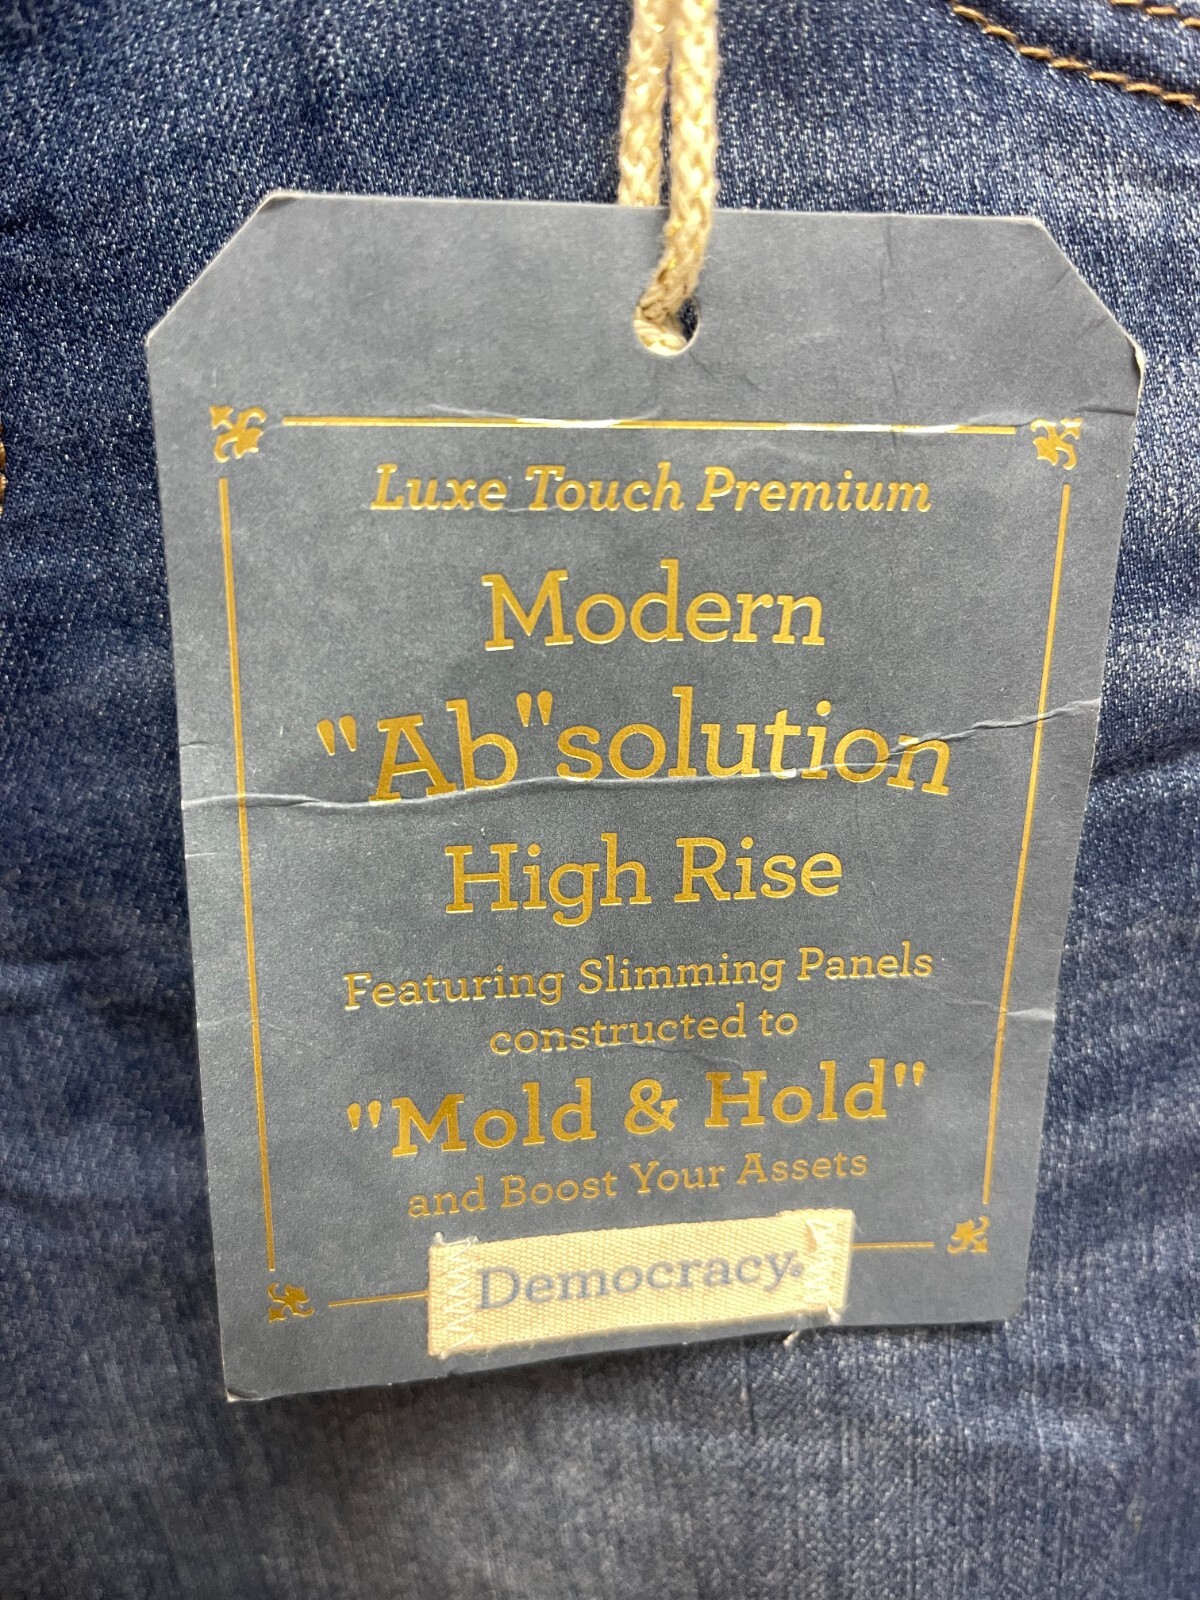 Luxe Touch Premium
Modern
"Ab"solution
High Rise
Featuring Slimming Panels
constructed to
"Mold & Hold"
and Boost Your Assets
Democracy®